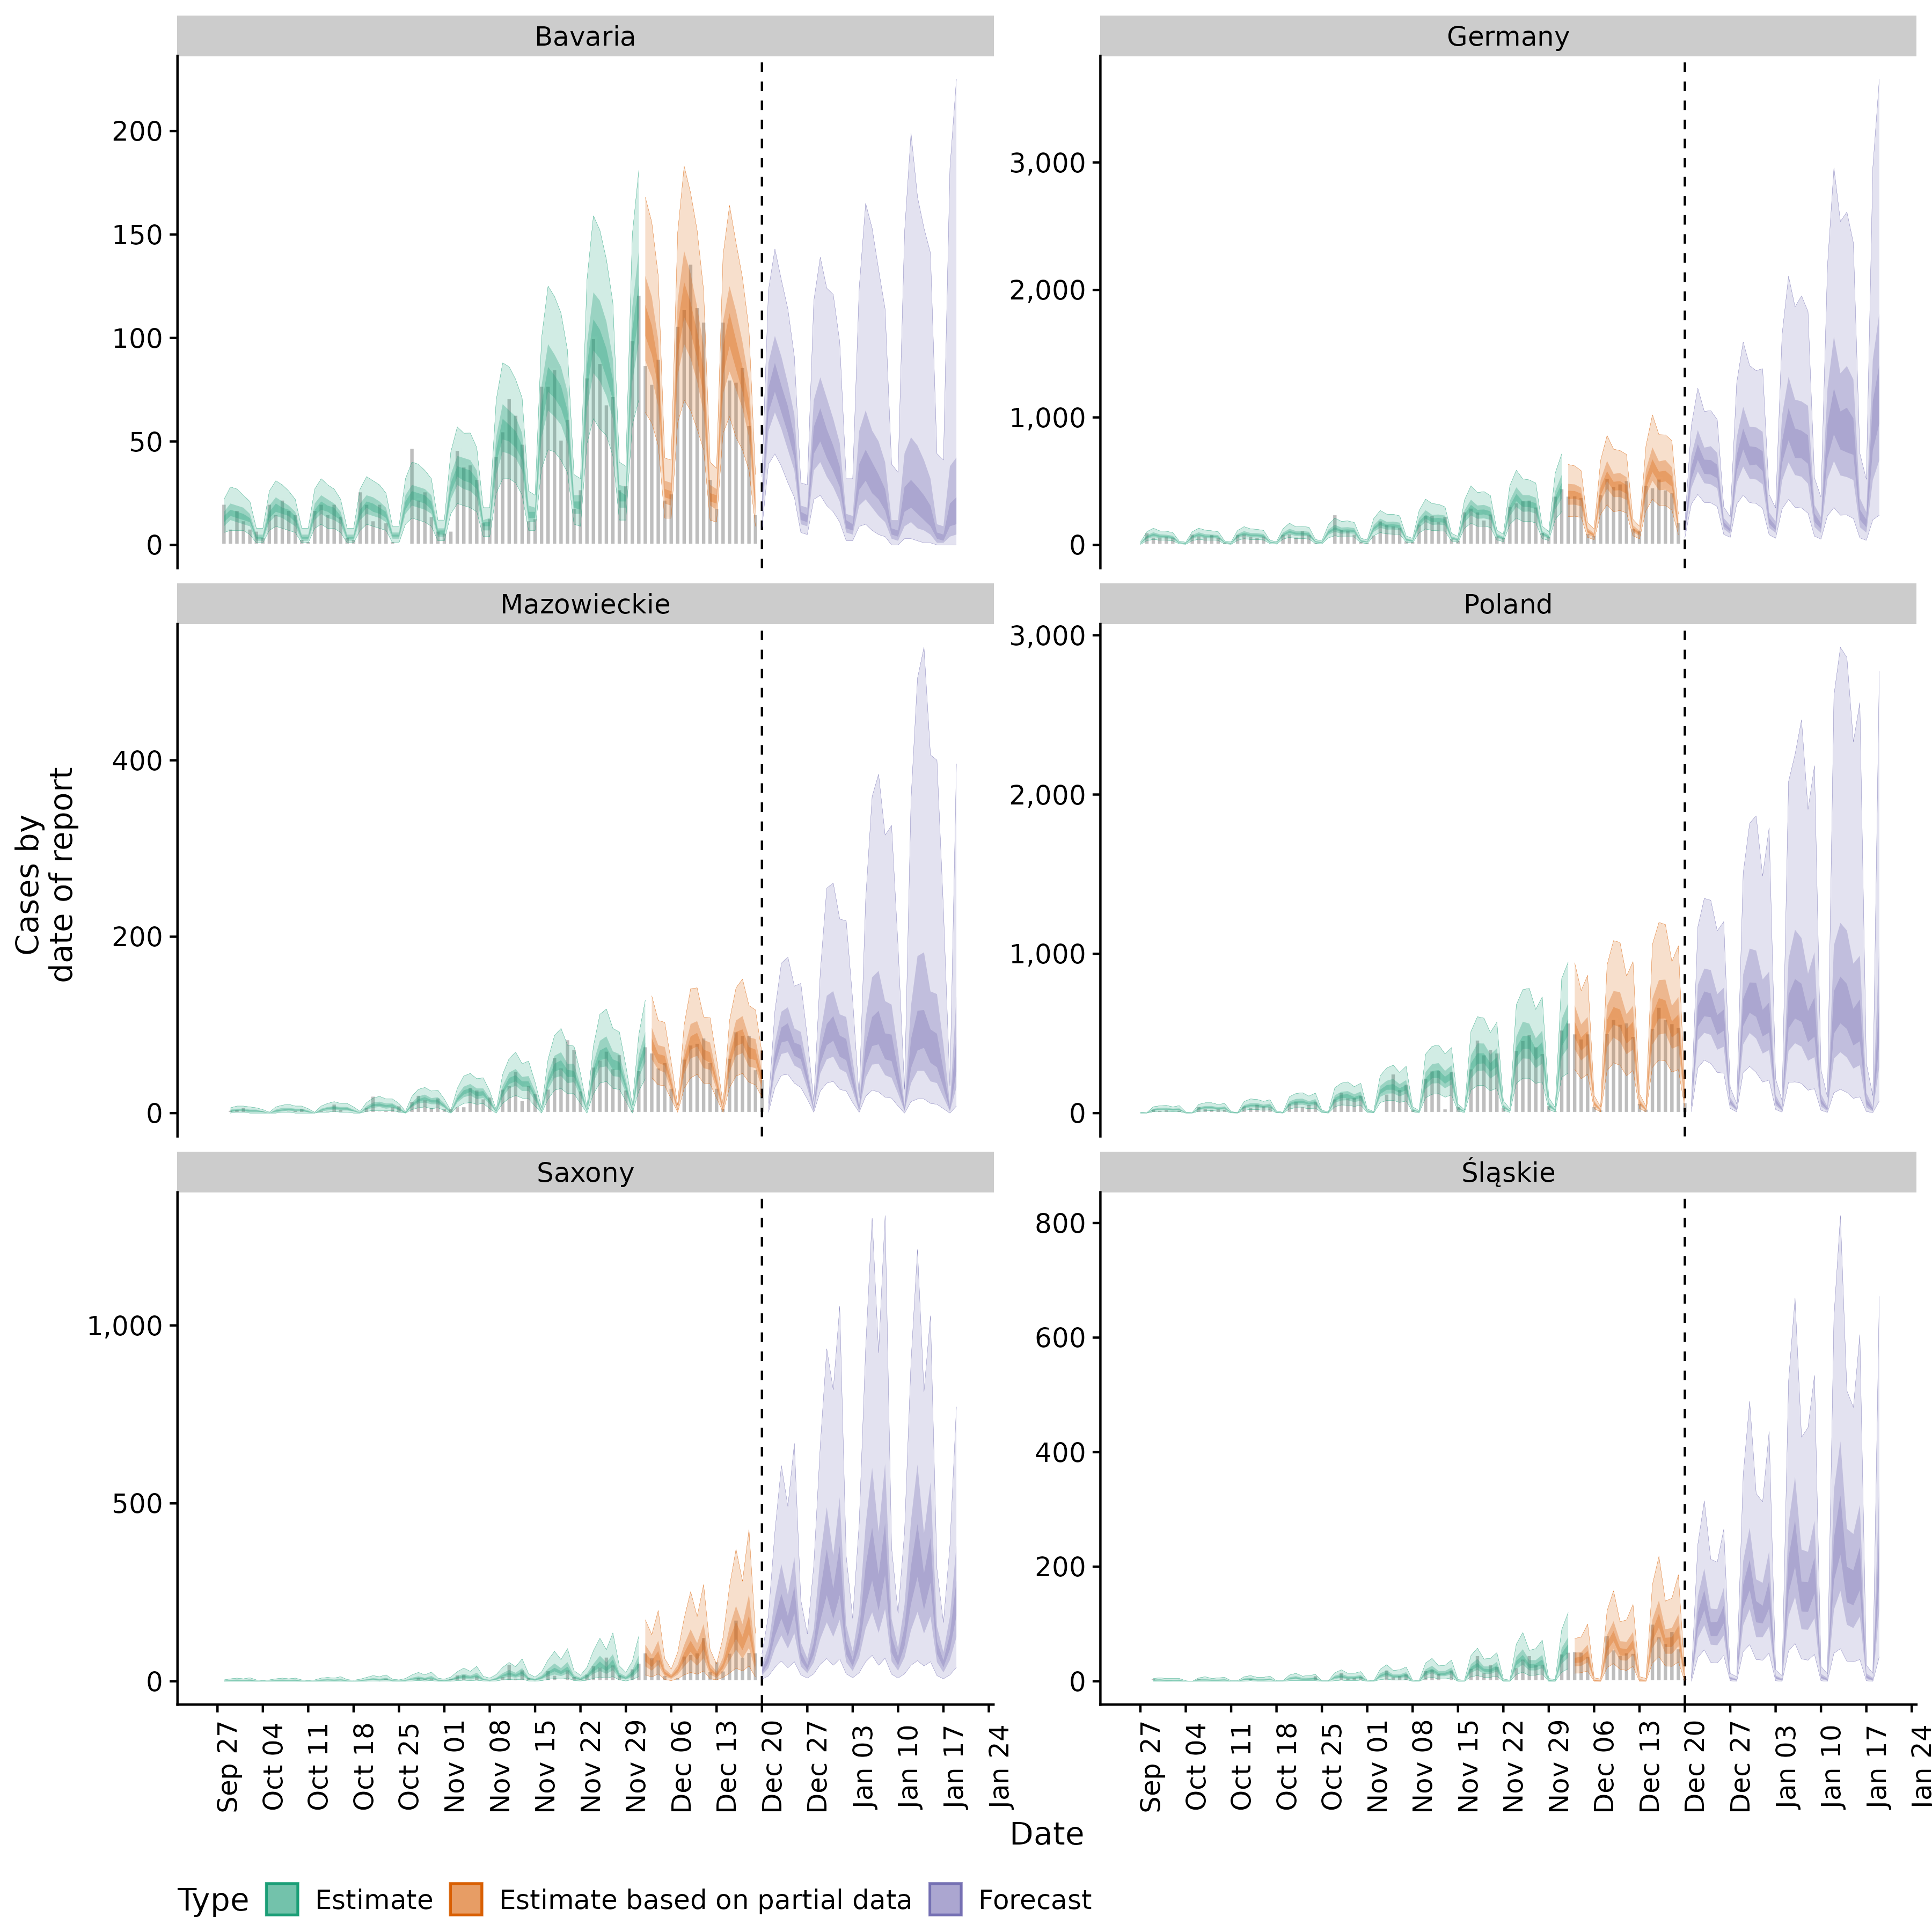 Bavaria
Germany
200
150
100
50
0
3,000
2,000
1,000
0
Mazowieckie
Poland
400
200
0
3,000
2,000
1,000
0
Cases by
date of report
Saxony
Śląskie
1,000
500
0
800
600
400
200
0
Sep 27
Oct 04
Oct 11
Oct 18
Oct 25
Nov 01
Nov 08
Nov 15
Nov 22
Nov 29
Dec 06
Dec 13
Dec 20
Dec 27
Jan 03
Jan 10
Jan 17
Jan 24
Sep 27
Oct 04
Oct 11
Oct 18
Oct 25
Nov 01
Nov 08
Nov 15
Nov 22
Nov 29
Dec 06
Dec 13
Dec 20
Dec 27
Jan 03
Jan 10
Jan 17
Jan 24
Date
Type Estimate Estimate based on partial data Forecast